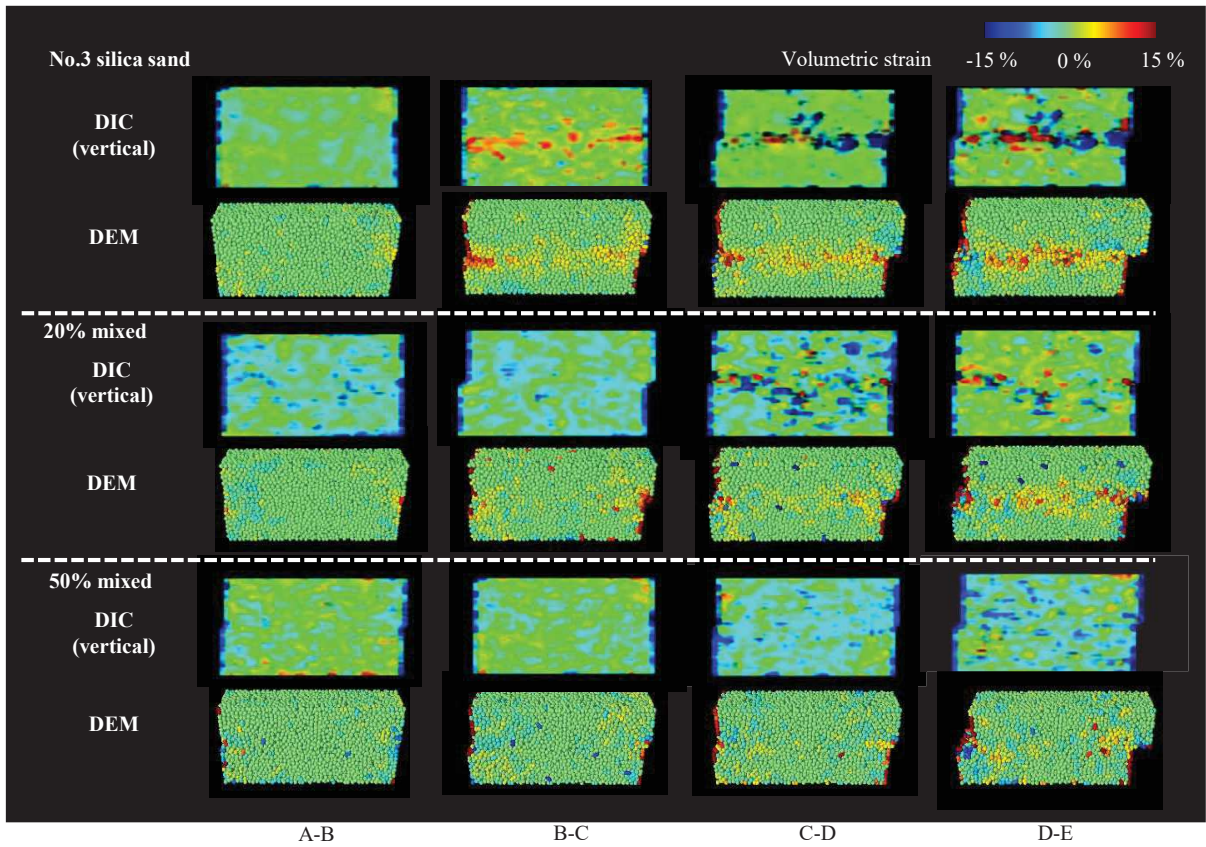 No.3 silica sand
Volumetric strain
-15 % 0 % 15 %
DIC
(vertical)
DEM
20% mixed
DIC
(vertical)
DEM
50% mixed
DIC
(vertical)
DEM
A-B B-C C-D D-E